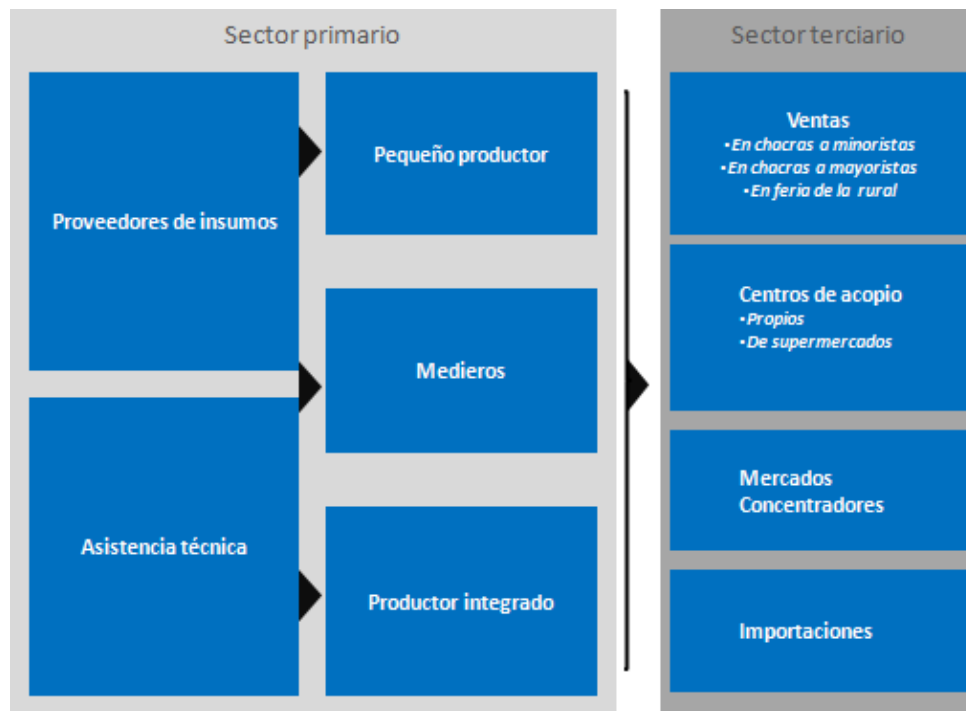 Sector primario
Proveedores de insumos
Asistencia técnica
Pequeño productor
Medieros
Productor integrado
Sector terciario
Ventas
•En chacras a minoristas
•En chacras a mayoristas
•En feria de la rural
Centros de acopio
•Propios
•De supermercados
Mercados
Concentradores
Importaciones